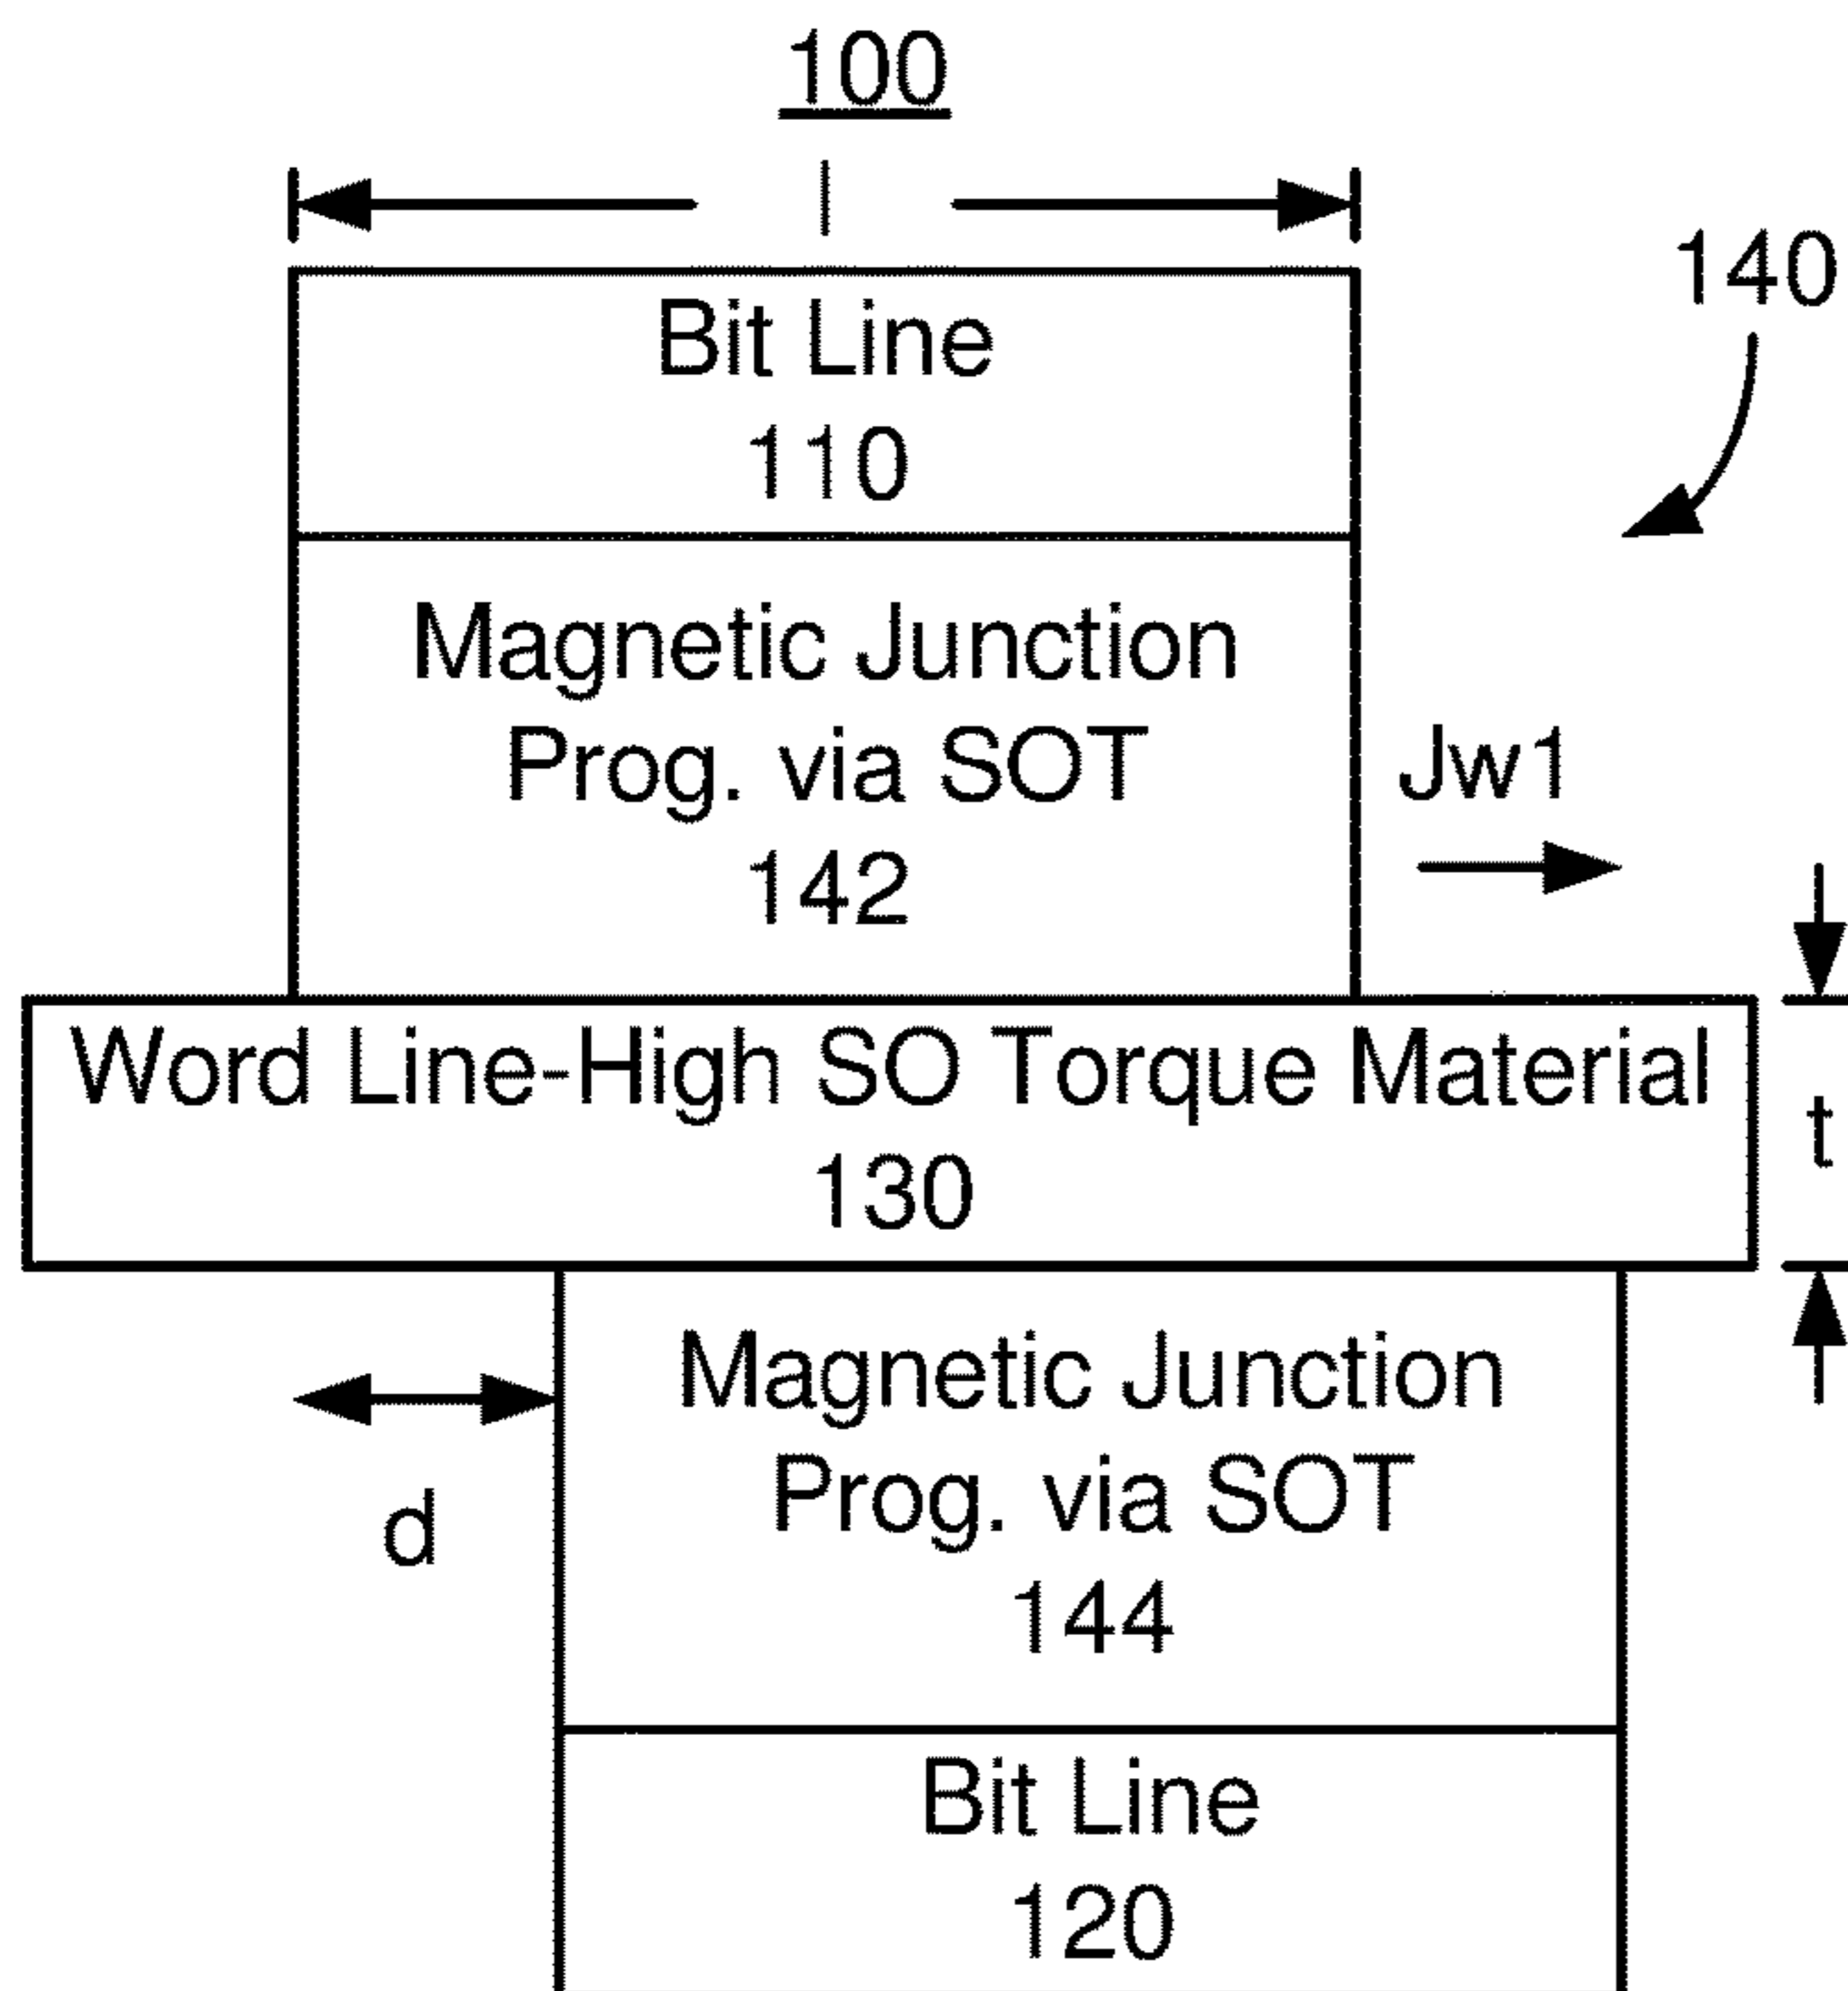 100
l
140
Bit Line
110
Magnetic Junction
Prog. via SOT
142
Jw1
Word Line-High SO Torque Material
130
t
d
Magnetic Junction
Prog. via SOT
144
Bit Line
120